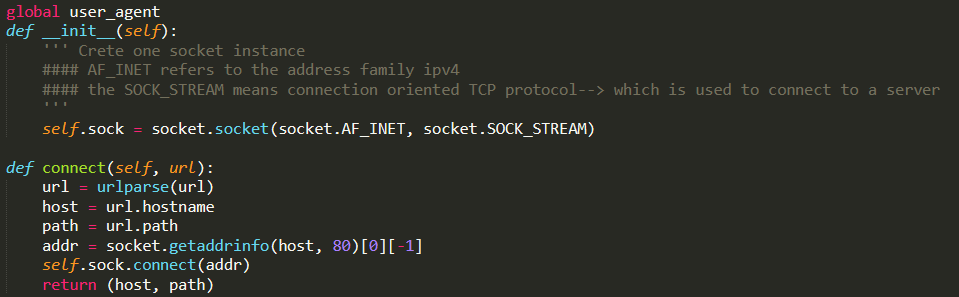 global user_agent
def __init__(self):
''' Crete one socket instance
#### AF_INET refers to the address family ipv4
#### the SOCK_STREAM means connection oriented TCP protocol--> which is used to connect to a server
'''
self.sock = socket.socket(socket.AF_INET, socket.SOCK_STREAM)
def connect(self, url):
url = urlparse(url)
host = url.hostname
path = url.path
addr = socket.getaddrinfo(host, 80)[0][-1]
self.sock.connect(addr)
return (host, path)